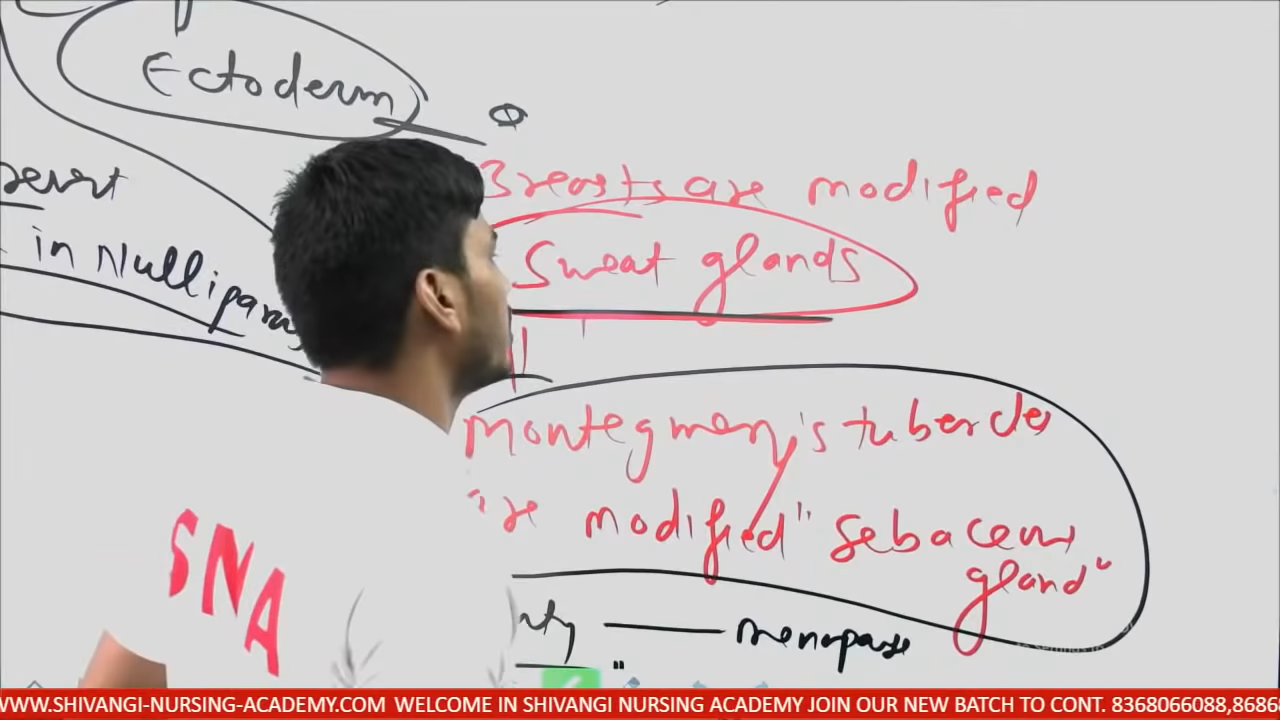 Ectoderm
Breasts are modified
in Nullipara
Sweat glands
Montegmery's tubercles
are modified "sebaceous
gland"
menopause
SNA
WWW.SHIVANGI-NURSING-ACADEMY.COM WELCOME IN SHIVANGI NURSING ACADEMY JOIN OUR NEW BATCH TO CONT. 8368066088,8686